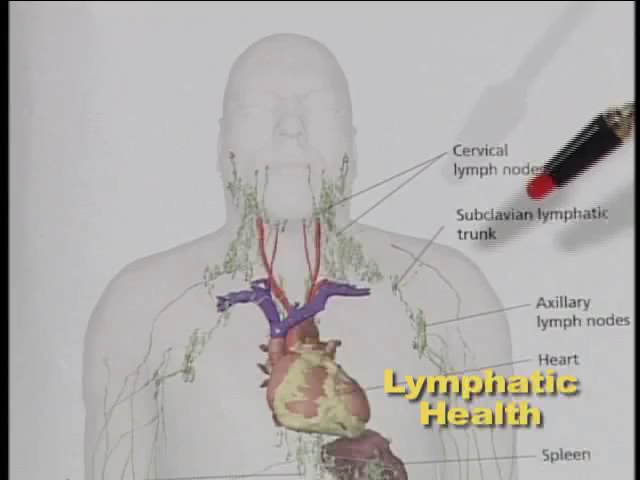 Cervical
lymph nodes
Subclavian lymphatic
trunk
Axillary
lymph nodes
Heart
Lymphatic
Health
Spleen